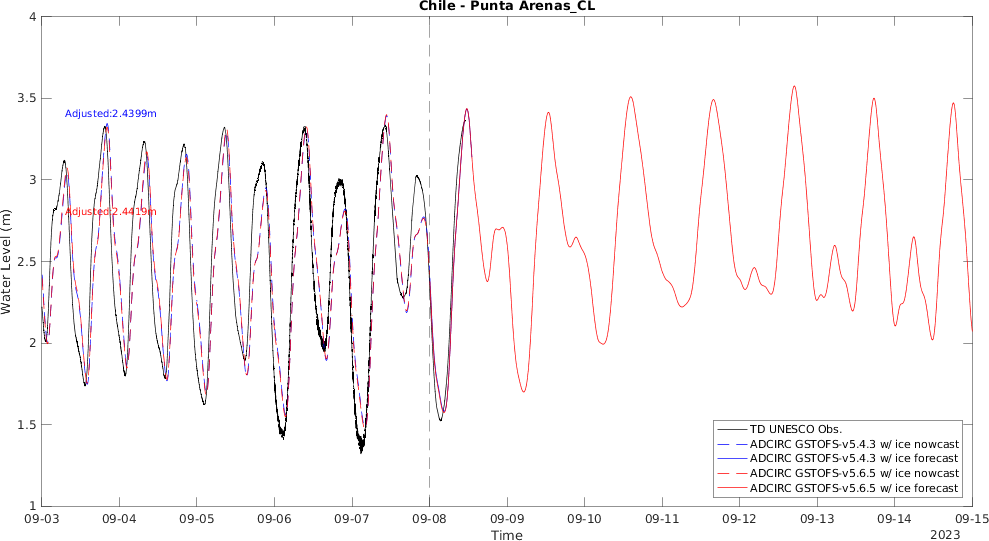 Chile - Punta Arenas_CL
4
3.5
3
2.5
2
1.5
1
Water Level (m)
Adjusted:2.4399m
Adjusted:2.4419m
TD UNESCO Obs.
ADCIRC GSTOFS-v5.4.3 w/ ice nowcast
ADCIRC GSTOFS-v5.4.3 w/ ice forecast
ADCIRC GSTOFS-v5.6.5 w/ ice nowcast
ADCIRC GSTOFS-v5.6.5 w/ ice forecast
09-03 09-04 09-05 09-06 09-07 09-08 09-09 09-10 09-11 09-12 09-13 09-14 09-15
Time
2023